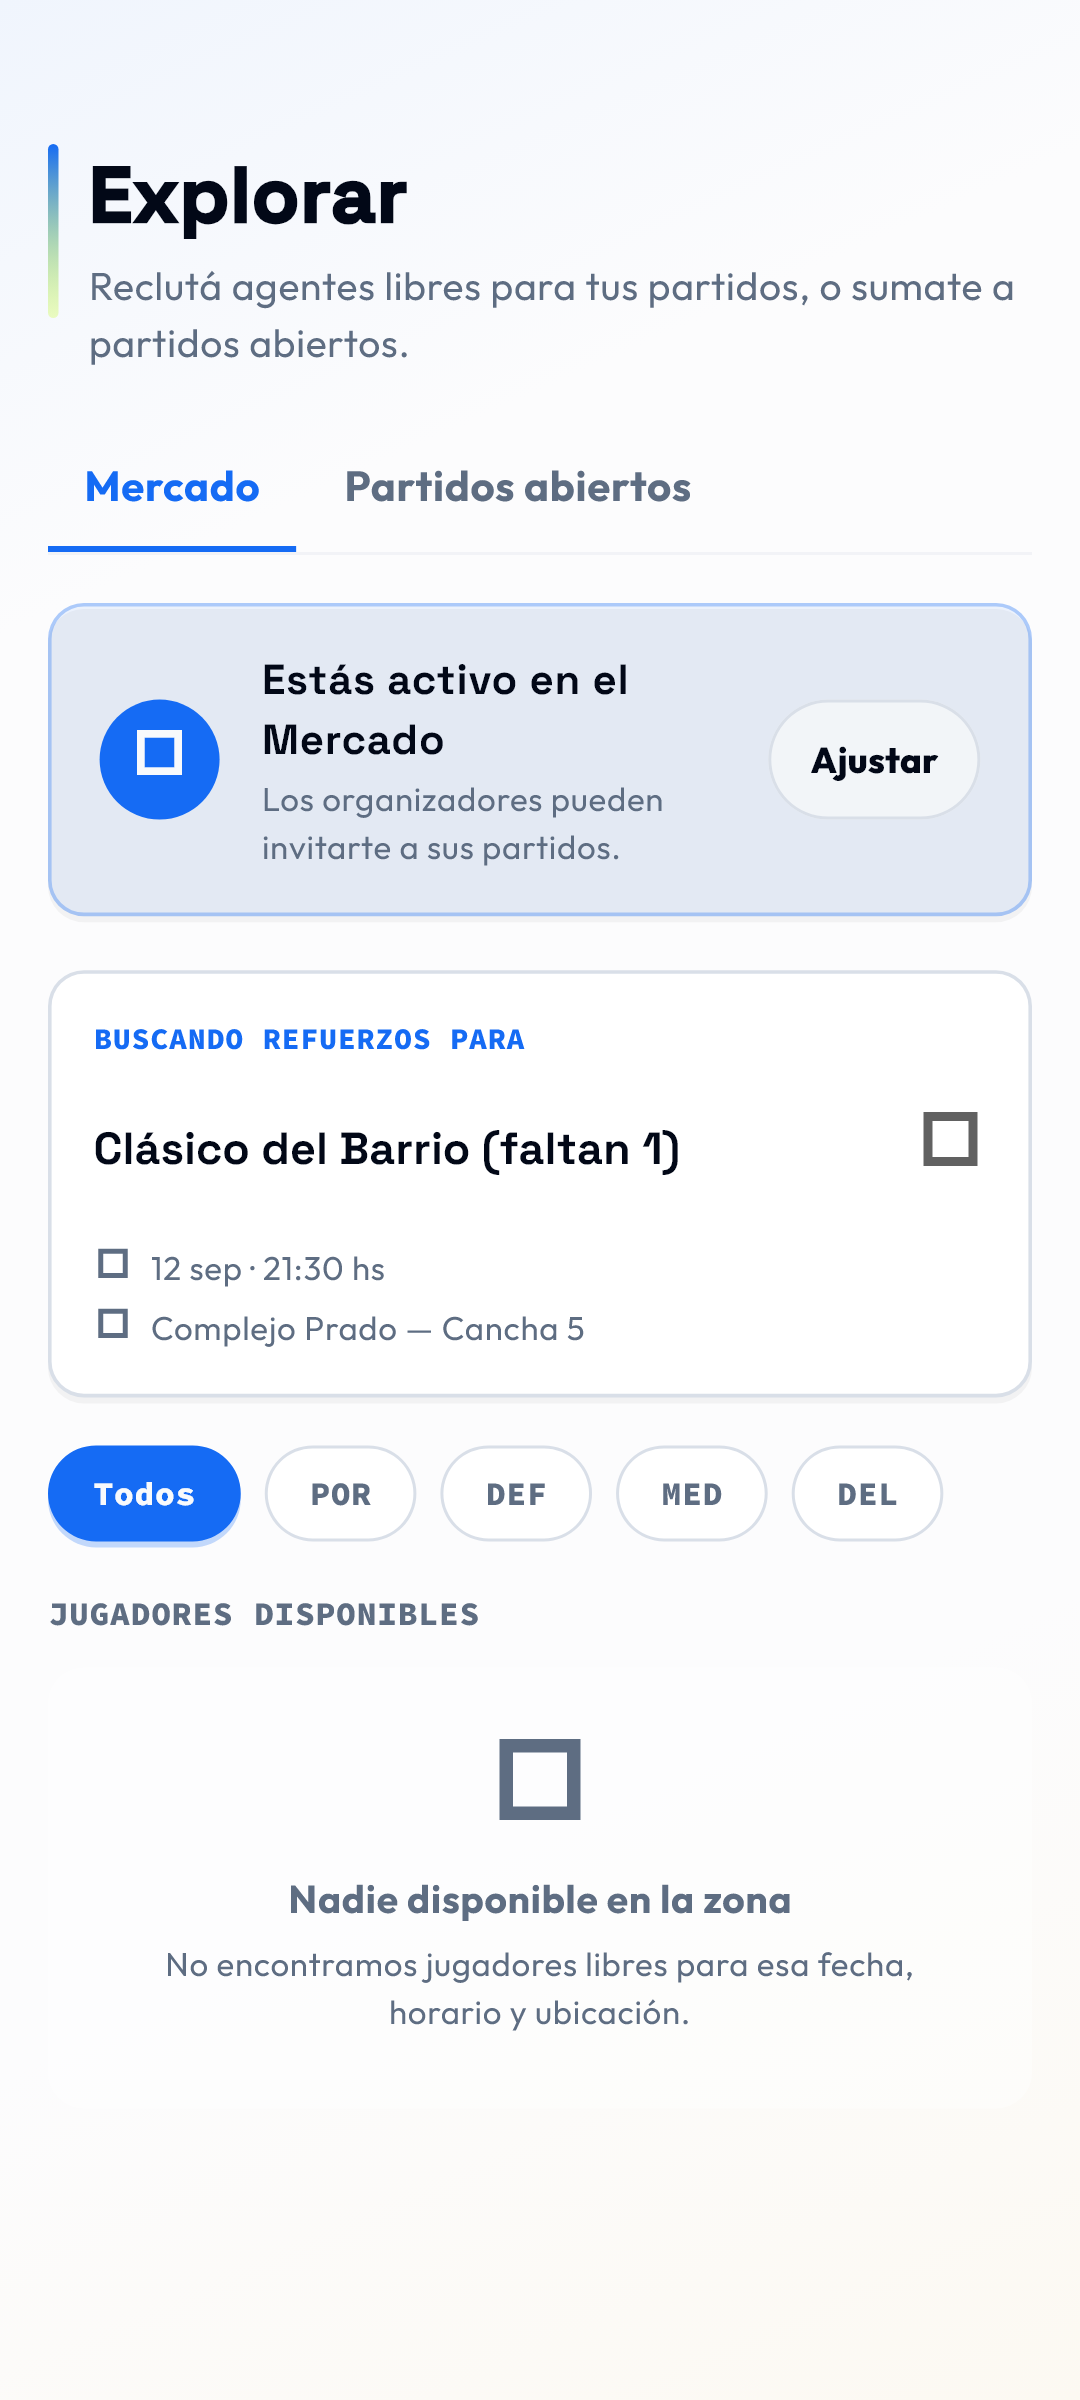 Explorar
Reclutá agentes libres para tus partidos, o sumate a
partidos abiertos.
Mercado
Partidos abiertos
Estás activo en el
Mercado
Los organizadores pueden
invitarte a sus partidos.
Ajustar
BUSCANDO REFUERZOS PARA
Clásico del Barrio (faltan 1)
12 sep · 21:30 hs
Complejo Prado — Cancha 5
Todos
POR
DEF
MED
DEL
JUGADORES DISPONIBLES
Nadie disponible en la zona
No encontramos jugadores libres para esa fecha,
horario y ubicación.